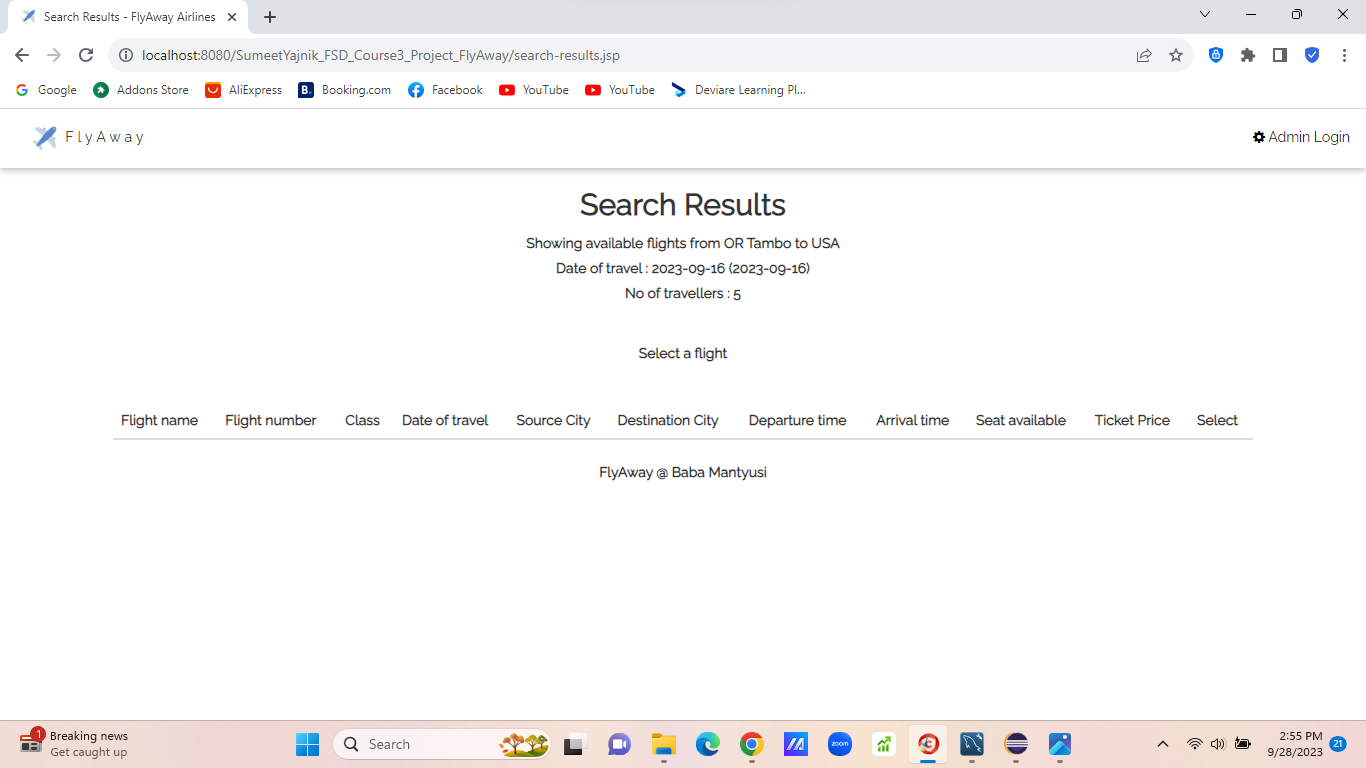 Search Results - FlyAway Airlines
localhost:8080/SumeetYajnik_FSD_Course3_Project_FlyAway/search-results.jsp
Google Addons Store AliExpress B. Booking.com Facebook YouTube YouTube Deviare Learning Pl...
FlyAway Admin Login
Search Results
Showing available flights from OR Tambo to USA
Date of travel : 2023-09-16 (2023-09-16)
No of travellers : 5
Select a flight
Flight name Flight number Class Date of travel Source City Destination City Departure time Arrival time Seat available Ticket Price Select
FlyAway @ Baba Mantyusi
1 Breaking news
Get caught up
Search
zoom
2:55 PM
9/28/2023
21